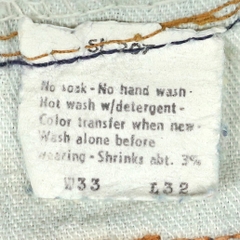 No soak - No hand wash -
Hot wash w/detergent -
Color transfer when new -
Wash alone before
wearing - Shrinks abt. 3%
W33 L32